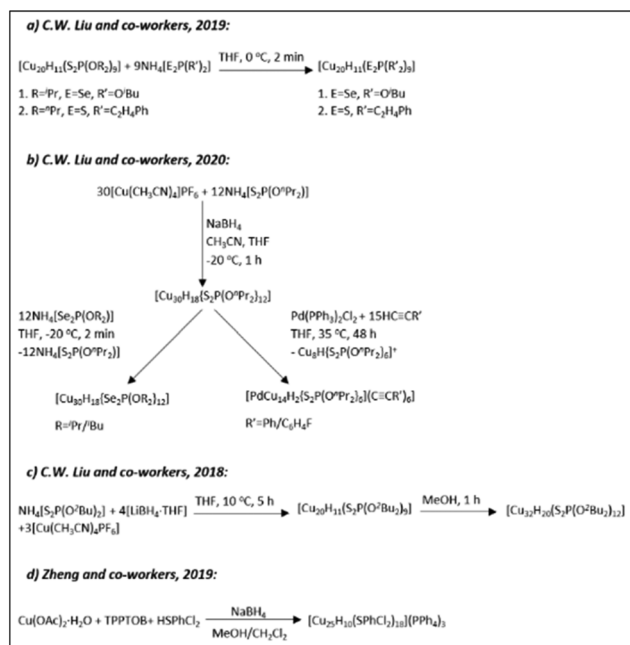 a) C.W. Liu and co-workers, 2019:
[Cu₂₀H₁₁(S₂P(OR₂)₉] + 9NH₄[E₂P(R')₂] THF, 0 °C, 2 min [Cu₂₀H₁₁(E₂P(R'₂)₉]
1. R=ⁱPr, E=Se, R'=OⁱBu 1. E=Se, R'=OⁱBu
2. R=ⁿPr, E=S, R'=C₂H₄Ph 2. E=S, R'=C₂H₄Ph
b) C.W. Liu and co-workers, 2020:
30[Cu(CH₃CN)₄]PF₆ + 12NH₄[S₂P(OⁿPr₂)]
NaBH₄
CH₃CN, THF
-20 °C, 1 h
[Cu₃₀H₁₈{S₂P(OⁿPr₂)₁₂]
12NH₄[Se₂P(OR₂)]
THF, -20 °C, 2 min
-12NH₄[S₂P(OⁿPr₂)]
Pd(PPh₃)₂Cl₂ + 15HC≡CR'
THF, 35 °C, 48 h
- Cu₈H{S₂P(OⁿPr₂)₆]⁺
[Cu₃₀H₁₈(Se₂P(OR₂)₁₂]
R=ⁱPr/ⁱBu
[PdCu₁₄H₂{S₂P(OⁿPr₂)₆](C≡CR')₆]
R'=Ph/C₆H₄F
c) C.W. Liu and co-workers, 2018:
NH₄[S₂P(OⁱBu)₂] + 4[LiBH₄·THF] THF, 10 °C, 5 h [Cu₂₀H₁₁(S₂P(OⁱBu₂)₉] MeOH, 1 h [Cu₃₂H₂₀(S₂P(OⁱBu₂)₁₂]
+3[Cu(CH₃CN)₄PF₆]
d) Zheng and co-workers, 2019:
Cu(OAc)₂·H₂O + TPPTOB+ HSPhCl₂ NaBH₄ [Cu₂₅H₁₀(SPhCl₂)₁₈](PPh₄)₃
MeOH/CH₂Cl₂